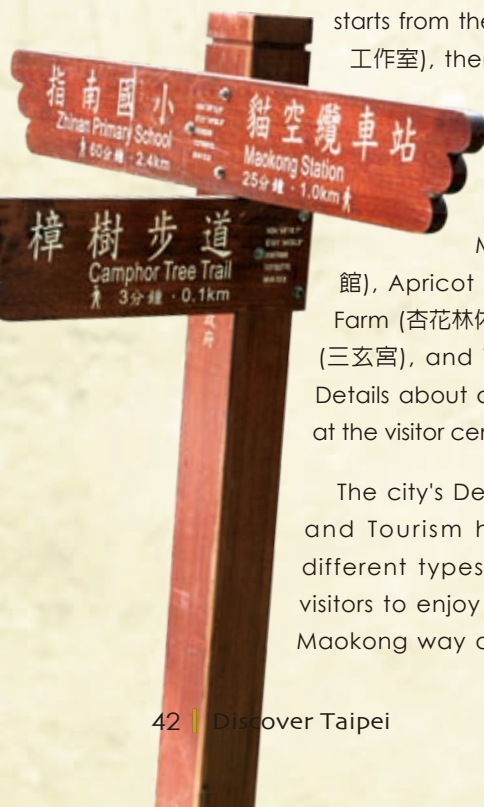 starts from the
工作室), then
指南國小
Zhinan Primary School
60分鐘 · 2.4km
貓空纜車站
Maokong Station
25分鐘 · 1.0km
樟樹步道
Camphor Tree Trail
3分鐘 · 0.1km
館), Apricot
Farm (杏花林休
(三玄宮), and
Details about
at the visitor cen
The city's De
and Tourism h
different types
visitors to enjoy
Maokong way o
42 | Discover Taipei